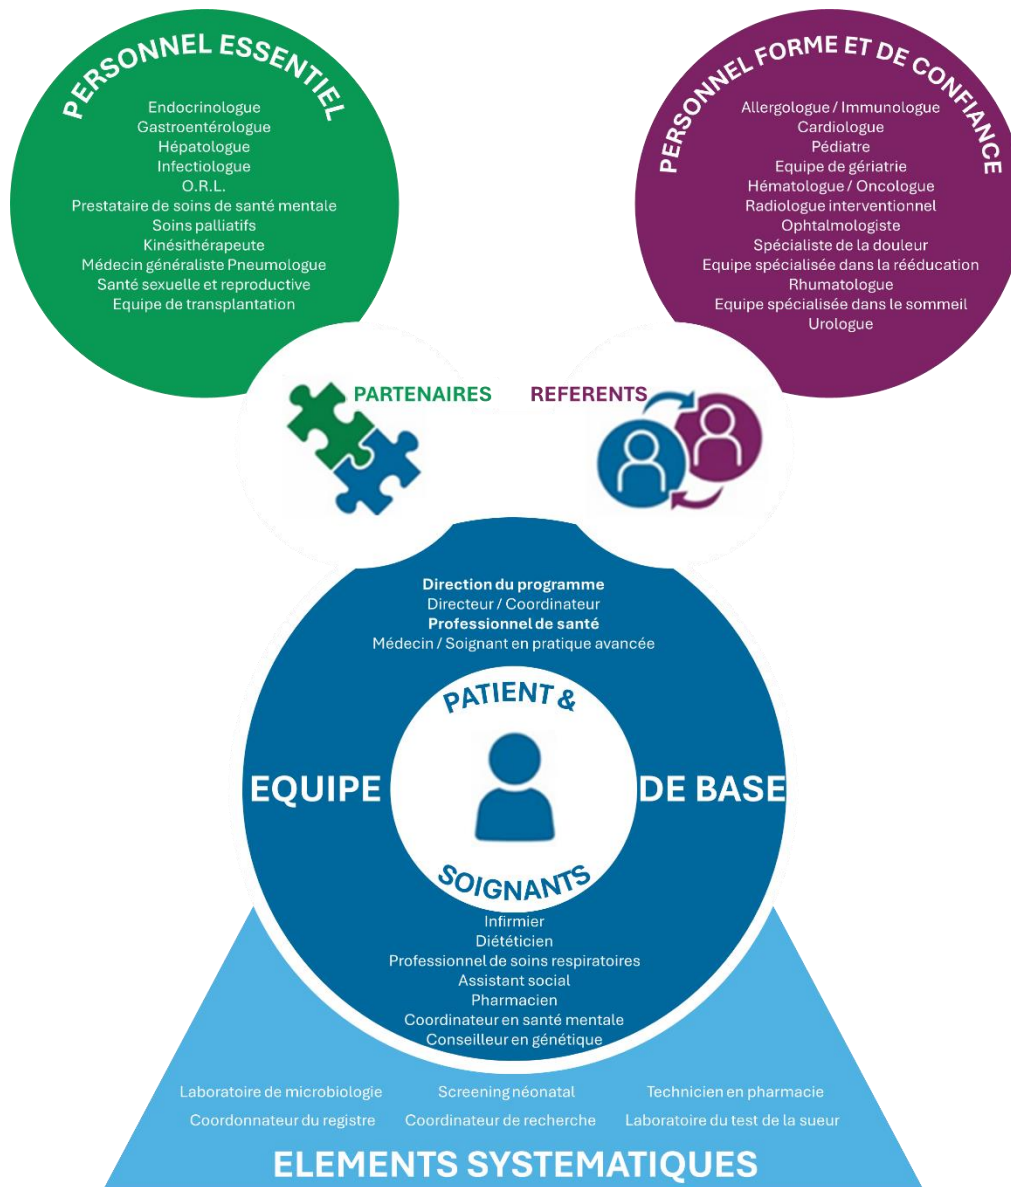 PERSONNEL ESSENTIEL
Endocrinologue
Gastroentérologue
Hépatologue
Infectiologue
O.R.L.
Prestataire de soins de santé mentale
Soins palliatifs
Kinésithérapeute
Médecin généraliste Pneumologue
Santé sexuelle et reproductive
Equipe de transplantation
PERSONNEL FORME ET DE CONFIANCE
Allergologue / Immunologue
Cardiologue
Pédiatre
Equipe de gériatrie
Hématologue / Oncologue
Radiologue interventionnel
Ophtalmologiste
Spécialiste de la douleur
Equipe spécialisée dans la rééducation
Rhumatologue
Equipe spécialisée dans le sommeil
Urologue
PARTENAIRES
REFERENTS
Direction du programme
Directeur / Coordinateur
Professionnel de santé
Médecin / Soignant en pratique avancée
PATIENT &
EQUIPE
DE BASE
SOIGNANTS
Infirmier
Diététicien
Professionnel de soins respiratoires
Assistant social
Pharmacien
Coordinateur en santé mentale
Conseilleur en génétique
Laboratoire de microbiologie
Screening néonatal
Technicien en pharmacie
Coordonnateur du registre
Coordinateur de recherche
Laboratoire du test de la sueur
ELEMENTS SYSTEMATIQUES